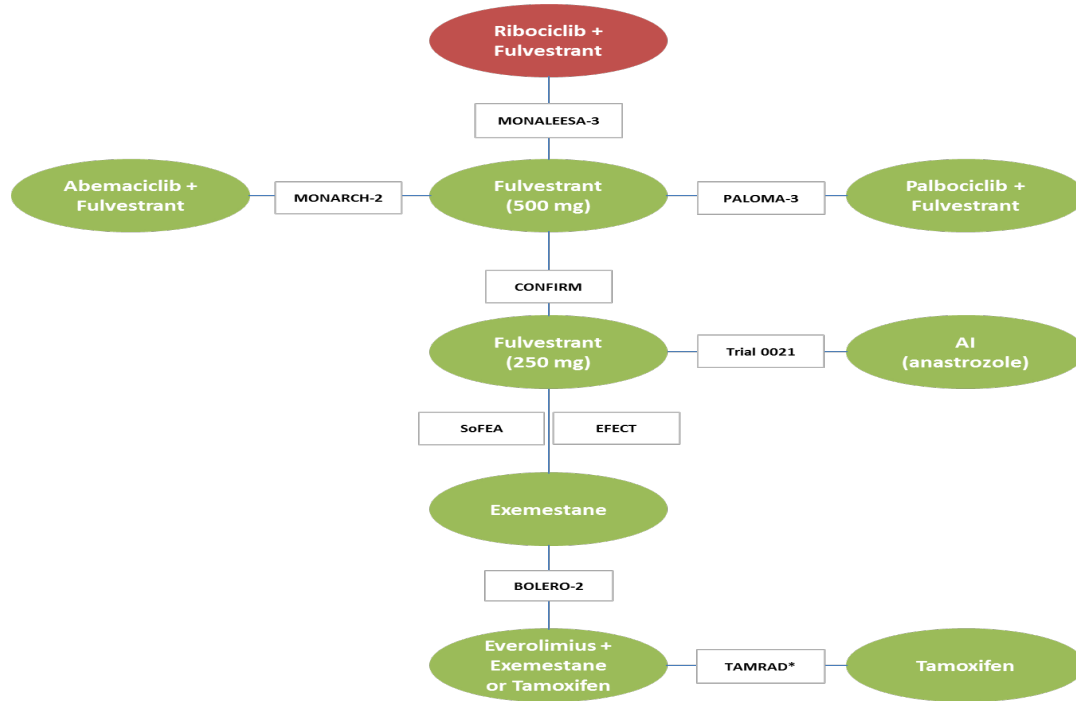 Ribociclib +
Fulvestrant
MONALEESA-3
Abemaciclib +
Fulvestrant
MONARCH-2
Fulvestrant
(500 mg)
PALOMA-3
Palbociclib +
Fulvestrant
CONFIRM
Fulvestrant
(250 mg)
Trial 0021
AI
(anastrozole)
SoFEA
EFECT
Exemestane
BOLERO-2
Everolimius +
Exemestane
or Tamoxifen
TAMRAD*
Tamoxifen